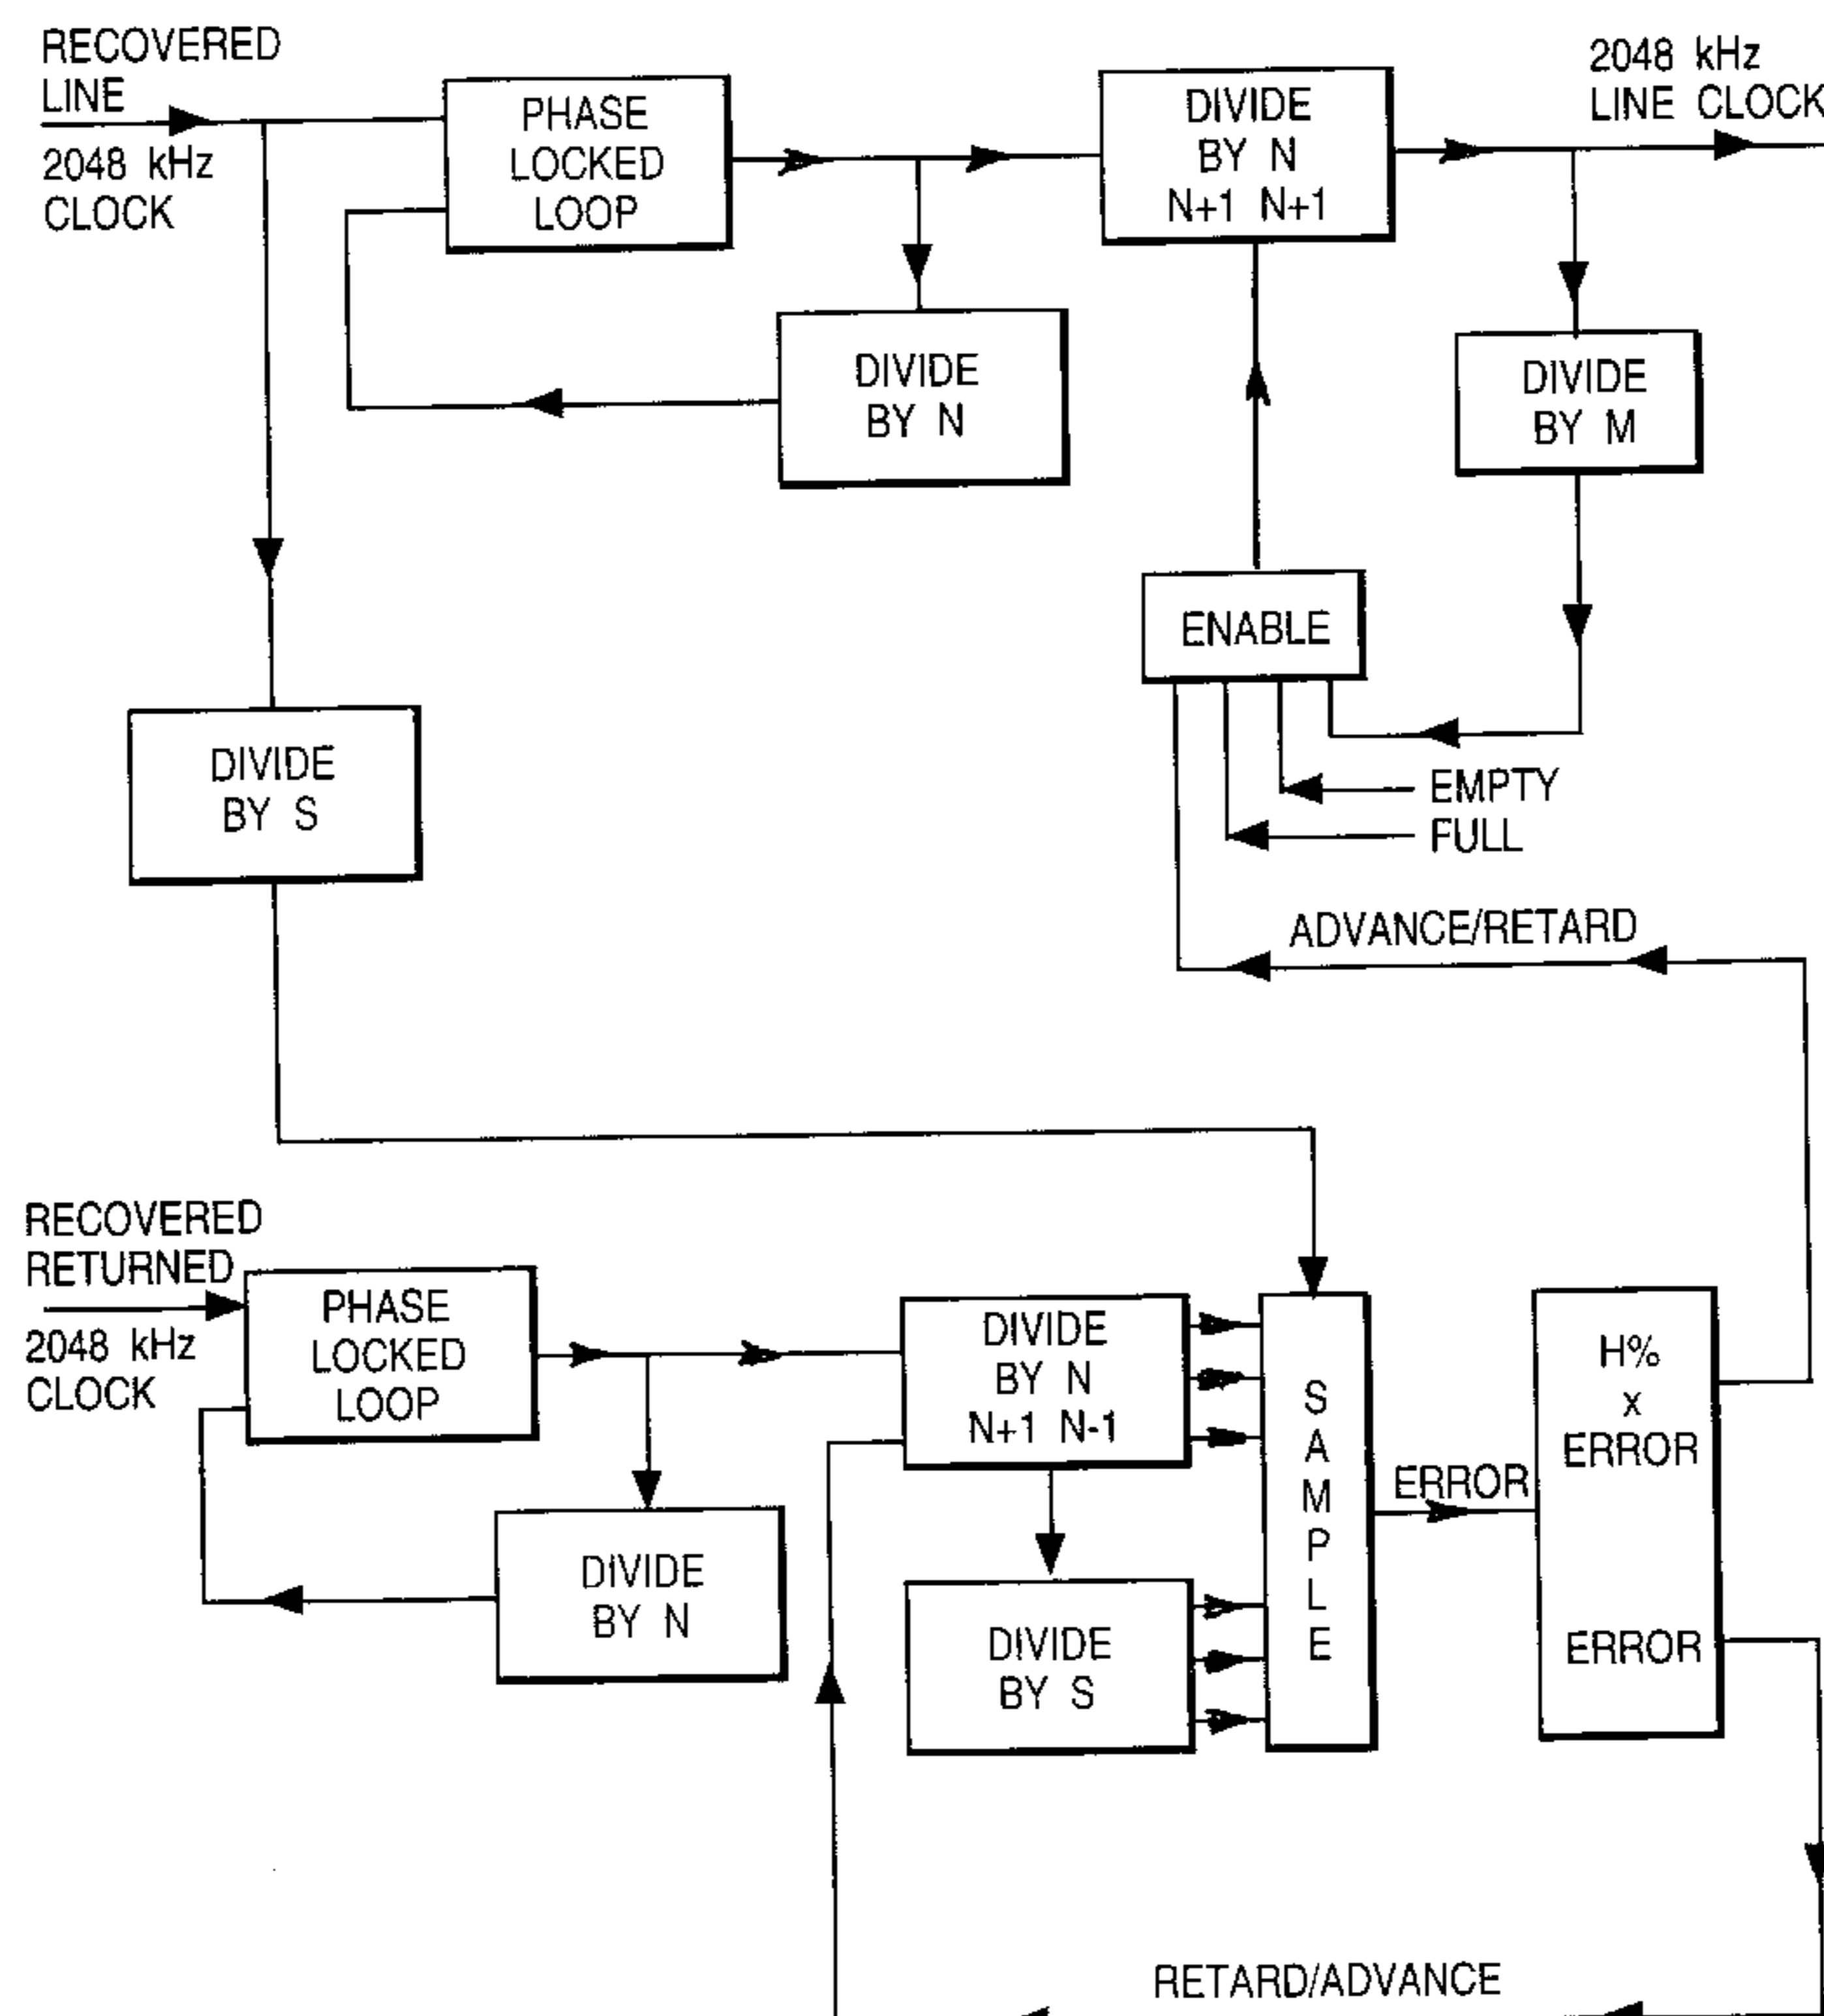 RECOVERED
LINE
2048 kHz
CLOCK
PHASE
LOCKED
LOOP
DIVIDE
BY N
N+1 N+1
2048 kHz
LINE CLOCK
DIVIDE
BY N
DIVIDE
BY M
ENABLE
EMPTY
FULL
DIVIDE
BY S
ADVANCE/RETARD
RECOVERED
RETURNED
2048 kHz
CLOCK
PHASE
LOCKED
LOOP
DIVIDE
BY N
N+1 N-1
DIVIDE
BY N
DIVIDE
BY S
SAMPLE
ERROR
H%
x
ERROR
ERROR
RETARD/ADVANCE